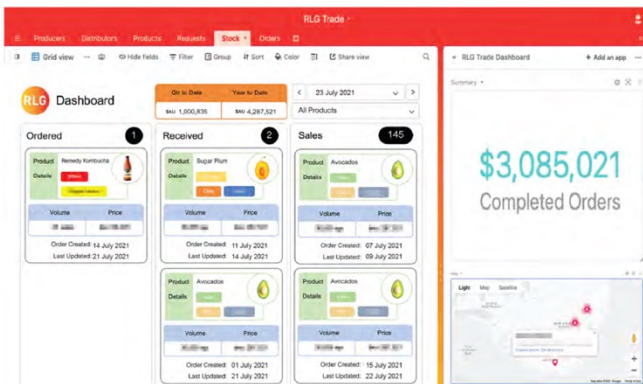 RLG Trade
Producers Distributors Products Requests Stock Orders
Grid view Hide fields Filter Group Sort Color Share view
RLG Trade Dashboard + Add an app
Summary
RLG Dashboard
Qtr to Date Year to Date
$AU 1,000,835 $AU 4,287,521
< 23 July 2021 >
All Products
Ordered 1
Product Remedy Kombucha
Details
Volume Price
Order Created: 14 July 2021
Last Updated: 21 July 2021
Received 2
Product Sugar Plum
Details
Volume Price
Order Created: 11 July 2021
Last Updated: 14 July 2021
Product Avocados
Details
Volume Price
Order Created: 01 July 2021
Last Updated: 21 July 2021
Sales 145
Product Avocados
Details
Volume Price
Order Created: 07 July 2021
Last Updated: 09 July 2021
Product Avocados
Details
Volume Price
Order Created: 15 July 2021
Last Updated: 22 July 2021
$3,085,021
Completed Orders
Light Map Satellite